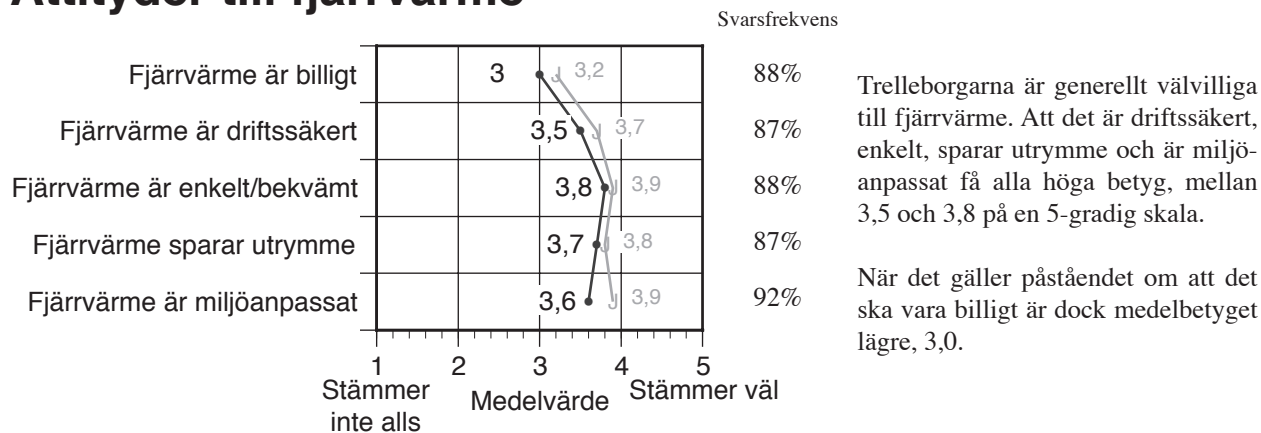 Attityder till fjärrvärme
Svarsfrekvens
Fjärrvärme är billigt 3 J 3,2 88%
Fjärrvärme är driftssäkert 3,5 J 3,7 87%
Fjärrvärme är enkelt/bekvämt 3,8 J 3,9 88%
Fjärrvärme sparar utrymme 3,7 J 3,8 87%
Fjärrvärme är miljöanpassat 3,6 J 3,9 92%
1 2 3 4 5
Stämmer
inte alls
Medelvärde
Stämmer väl
Trelleborgarna är generellt välvilliga
till fjärrvärme. Att det är driftssäkert,
enkelt, sparar utrymme och är miljö-
anpassat få alla höga betyg, mellan
3,5 och 3,8 på en 5-gradig skala.
När det gäller påståendet om att det
ska vara billigt är dock medelbetyget
lägre, 3,0.